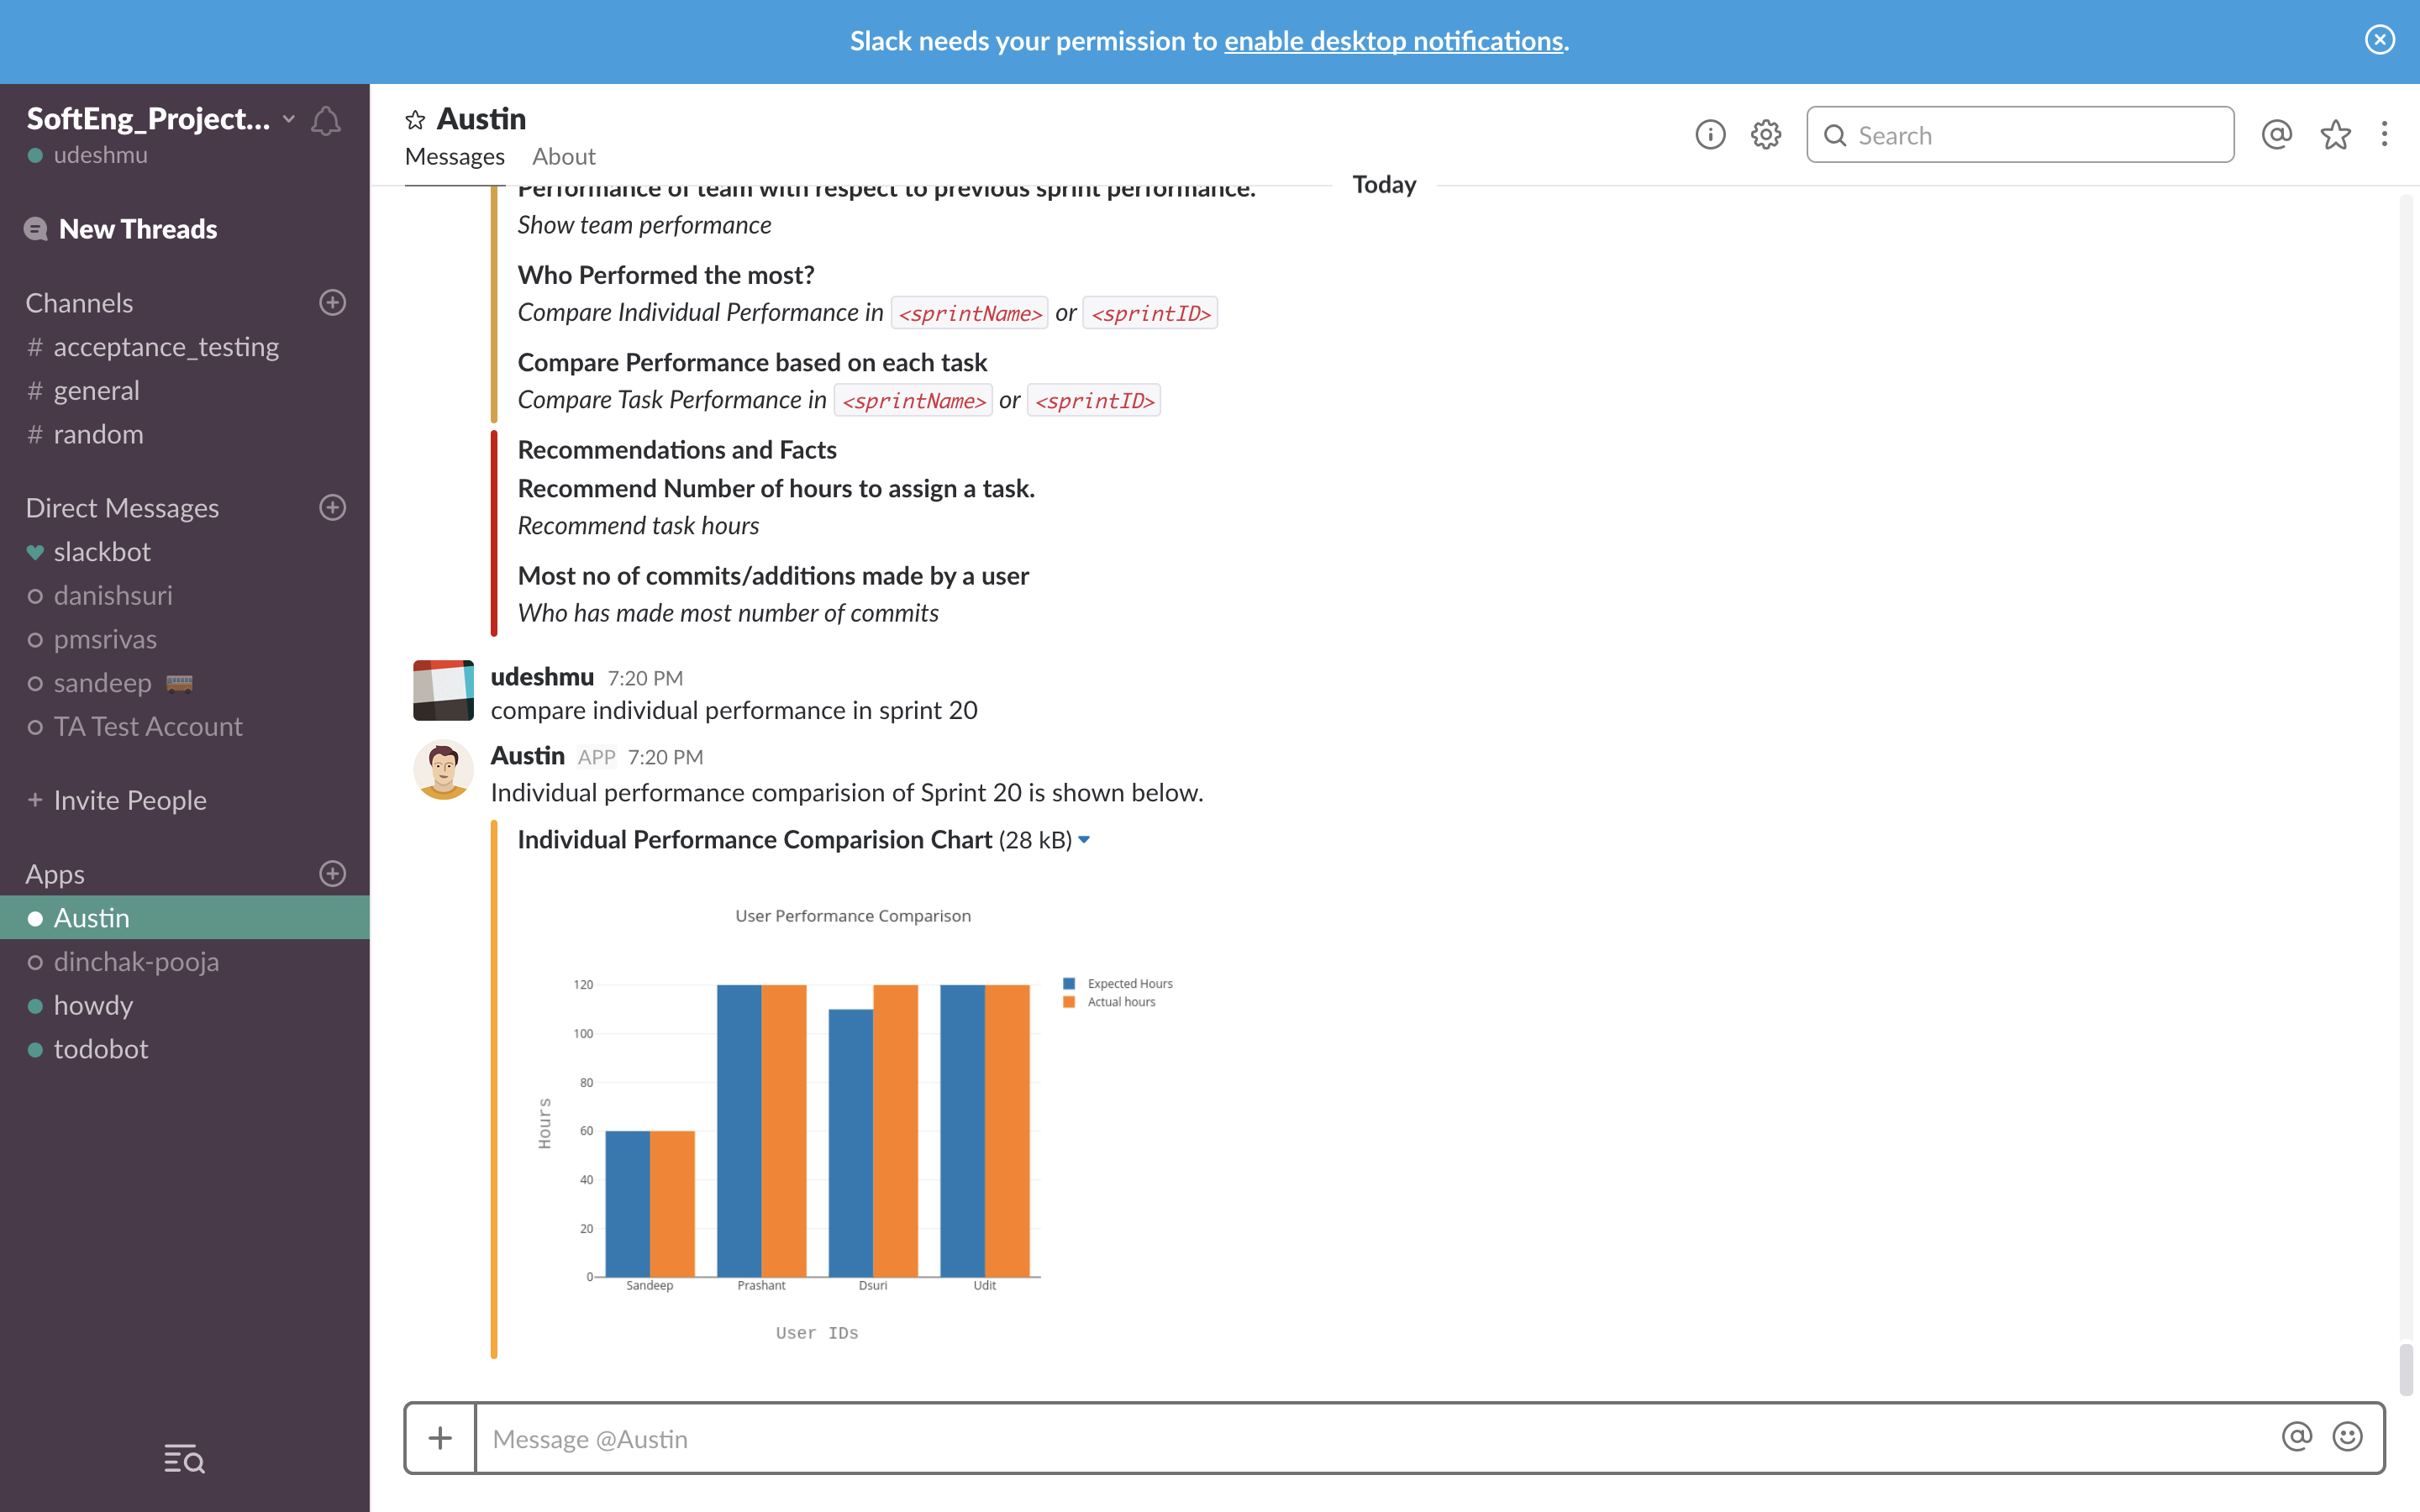 Slack needs your permission to enable desktop notifications.
SoftEng_Project...
udeshmu
New Threads
Channels
# acceptance_testing
# general
# random
Direct Messages
slackbot
danishsuri
pmsrivas
sandeep
TA Test Account
+ Invite People
Apps
Austin
dinchak-pooja
howdy
todobot
Austin
Messages About
Search
Today
Performance of team with respect to previous sprint performance.
Show team performance
Who Performed the most?
Compare Individual Performance in <sprintName> or <sprintID>
Compare Performance based on each task
Compare Task Performance in <sprintName> or <sprintID>
Recommendations and Facts
Recommend Number of hours to assign a task.
Recommend task hours
Most no of commits/additions made by a user
Who has made most number of commits
udeshmu 7:20 PM
compare individual performance in sprint 20
Austin APP 7:20 PM
Individual performance comparision of Sprint 20 is shown below.
Individual Performance Comparision Chart (28 kB)
User Performance Comparison
Expected Hours
Actual hours
120
100
80
60
40
20
0
Hours
Sandeep Prashant Dsuri Udit
User IDs
Message @Austin